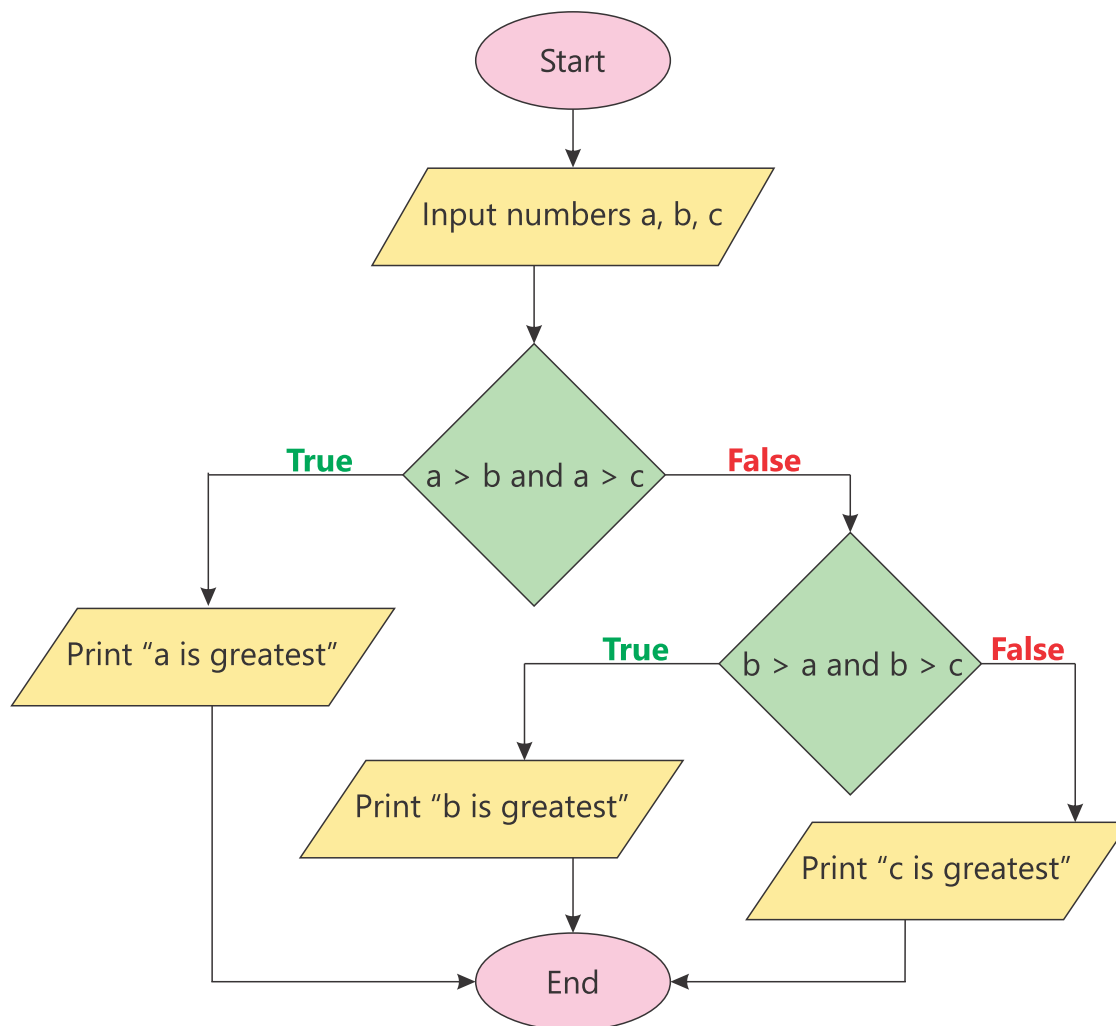 Start
Input numbers a, b, c
True
False
a > b and a > c
Print “a is greatest”
True
False
b > a and b > c
Print “b is greatest”
Print “c is greatest”
End